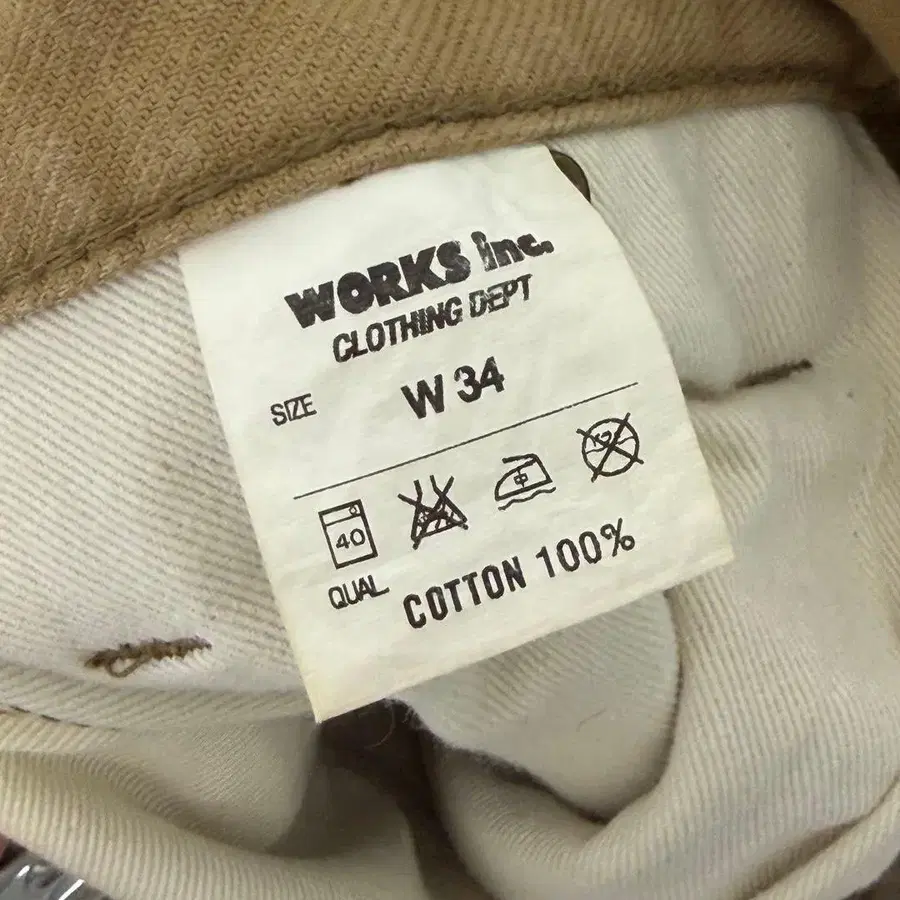 WORKS inc.
CLOTHING DEPT
SIZE W 34
40
QUAL COTTON 100%